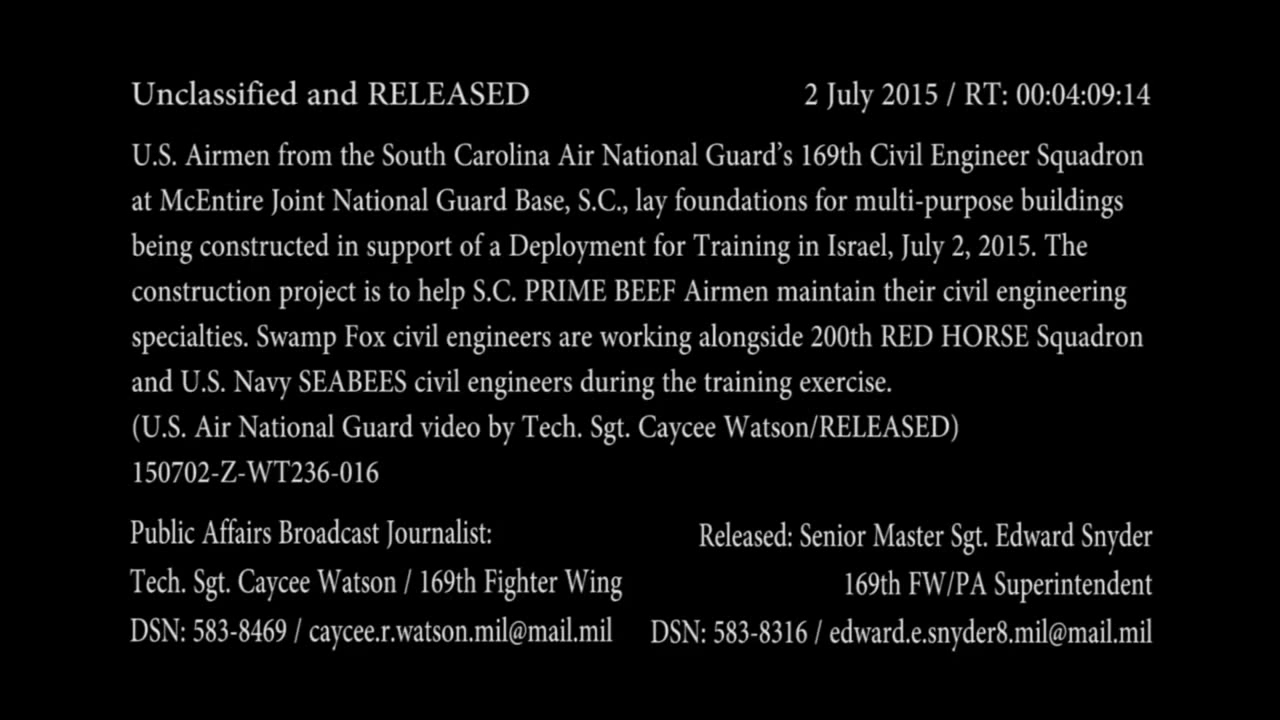 Unclassified and RELEASED 2 July 2015 / RT: 00:04:09:14
U.S. Airmen from the South Carolina Air National Guard’s 169th Civil Engineer Squadron
at McEntire Joint National Guard Base, S.C., lay foundations for multi-purpose buildings
being constructed in support of a Deployment for Training in Israel, July 2, 2015. The
construction project is to help S.C. PRIME BEEF Airmen maintain their civil engineering
specialties. Swamp Fox civil engineers are working alongside 200th RED HORSE Squadron
and U.S. Navy SEABEES civil engineers during the training exercise.
(U.S. Air National Guard video by Tech. Sgt. Caycee Watson/RELEASED)
150702-Z-WT236-016
Public Affairs Broadcast Journalist:
Tech. Sgt. Caycee Watson / 169th Fighter Wing
DSN: 583-8469 / caycee.r.watson.mil@mail.mil
Released: Senior Master Sgt. Edward Snyder
169th FW/PA Superintendent
DSN: 583-8316 / edward.e.snyder8.mil@mail.mil